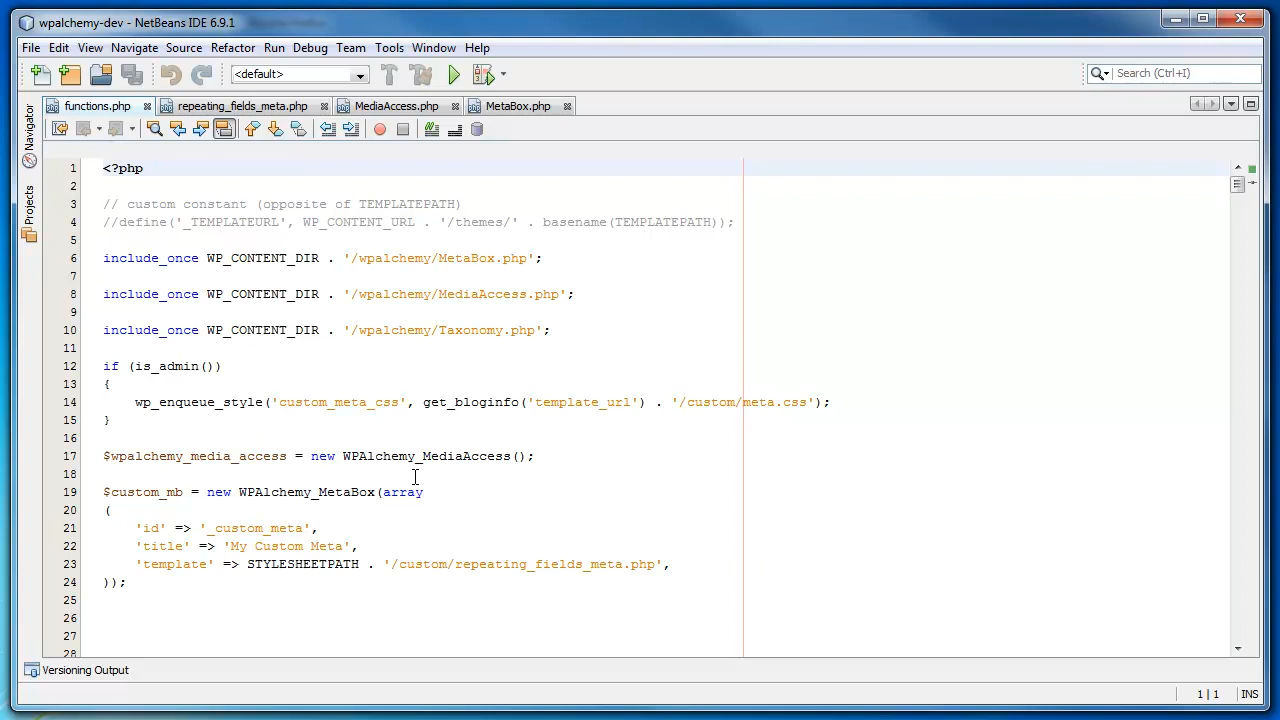 wpalchemy-dev - NetBeans IDE 6.9.1
File Edit View Navigate Source Refactor Run Debug Team Tools Window Help
<default>
Search (Ctrl+I)
functions.php repeating_fields_meta.php MediaAccess.php MetaBox.php
Navigator
Projects
1 <?php
2
3 // custom constant (opposite of TEMPLATEPATH)
4 //define('_TEMPLATEURL', WP_CONTENT_URL . '/themes/' . basename(TEMPLATEPATH));
5
6 include_once WP_CONTENT_DIR . '/wpalchemy/MetaBox.php';
7
8 include_once WP_CONTENT_DIR . '/wpalchemy/MediaAccess.php';
9
10 include_once WP_CONTENT_DIR . '/wpalchemy/Taxonomy.php';
11
12 if (is_admin())
13 {
14 wp_enqueue_style('custom_meta_css', get_bloginfo('template_url') . '/custom/meta.css');
15 }
16
17 $wpalchemy_media_access = new WPAlchemy_MediaAccess();
18
19 $custom_mb = new WPAlchemy_MetaBox(array
20 (
21 'id' => '_custom_meta',
22 'title' => 'My Custom Meta',
23 'template' => STYLESHEETPATH . '/custom/repeating_fields_meta.php',
24 ));
25
26
27
28
Versioning Output
1 | 1 INS